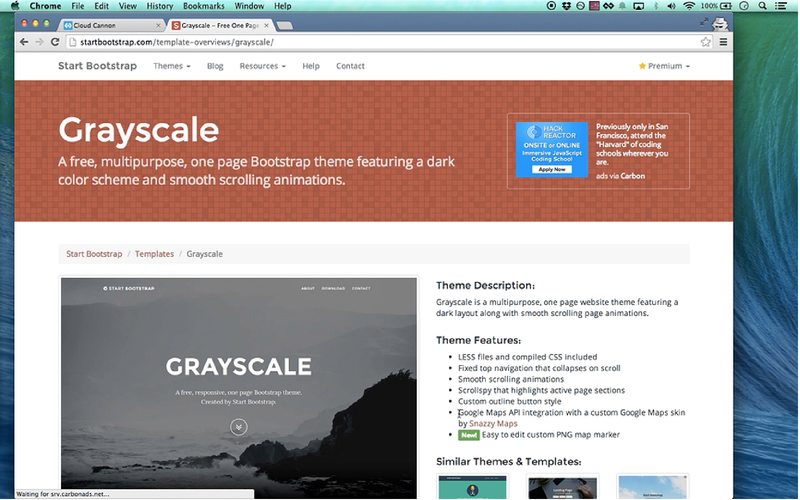 Chrome File Edit View History Bookmarks Window Help 100%
Cloud Cannon Grayscale - Free One Page
startbootstrap.com/template-overviews/grayscale/
Start Bootstrap Themes Blog Resources Help Contact Premium
Grayscale
A free, multipurpose, one page Bootstrap theme featuring a dark
color scheme and smooth scrolling animations.
HACK
REACTOR
ONSITE or ONLINE
Immersive JavaScript
Coding School
Apply Now
Previously only in San
Francisco, attend the
"Harvard" of coding
schools wherever you
are.
ads via Carbon
Start Bootstrap / Templates / Grayscale
START BOOTSTRAP ABOUT DOWNLOAD CONTACT
GRAYSCALE
A free, responsive, one page Bootstrap theme.
Created by Start Bootstrap.
Theme Description:
Grayscale is a multipurpose, one page website theme featuring a
dark layout along with smooth scrolling page animations.
Theme Features:
• LESS files and compiled CSS included
• Fixed top navigation that collapses on scroll
• Smooth scrolling animations
• Scrollspy that highlights active page sections
• Custom outline button style
• Google Maps API integration with a custom Google Maps skin
by Snazzy Maps
• New! Easy to edit custom PNG map marker
Similar Themes & Templates:
Landing Page
Start Bootstrap
Waiting for srv.carbonads.net...